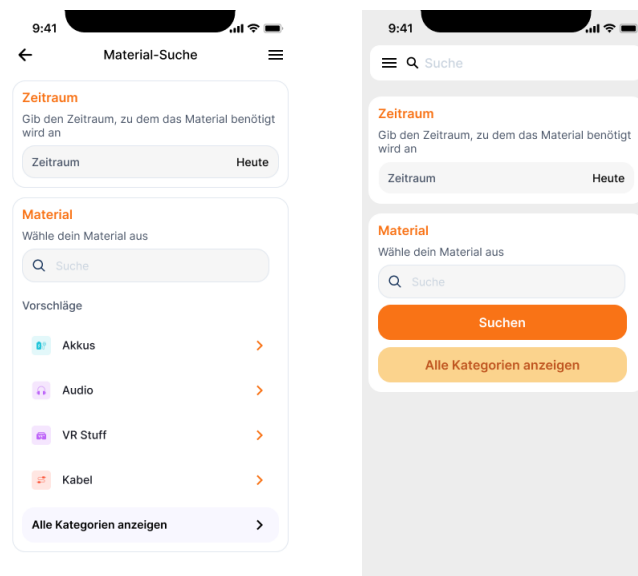 9:41
Material-Suche
Zeitraum
Gib den Zeitraum, zu dem das Material benötigt
wird an
Zeitraum Heute
Material
Wähle dein Material aus
Suche
Vorschläge
Akkus
Audio
VR Stuff
Kabel
Alle Kategorien anzeigen
9:41
Suche
Zeitraum
Gib den Zeitraum, zu dem das Material benötigt
wird an
Zeitraum Heute
Material
Wähle dein Material aus
Suche
Suchen
Alle Kategorien anzeigen